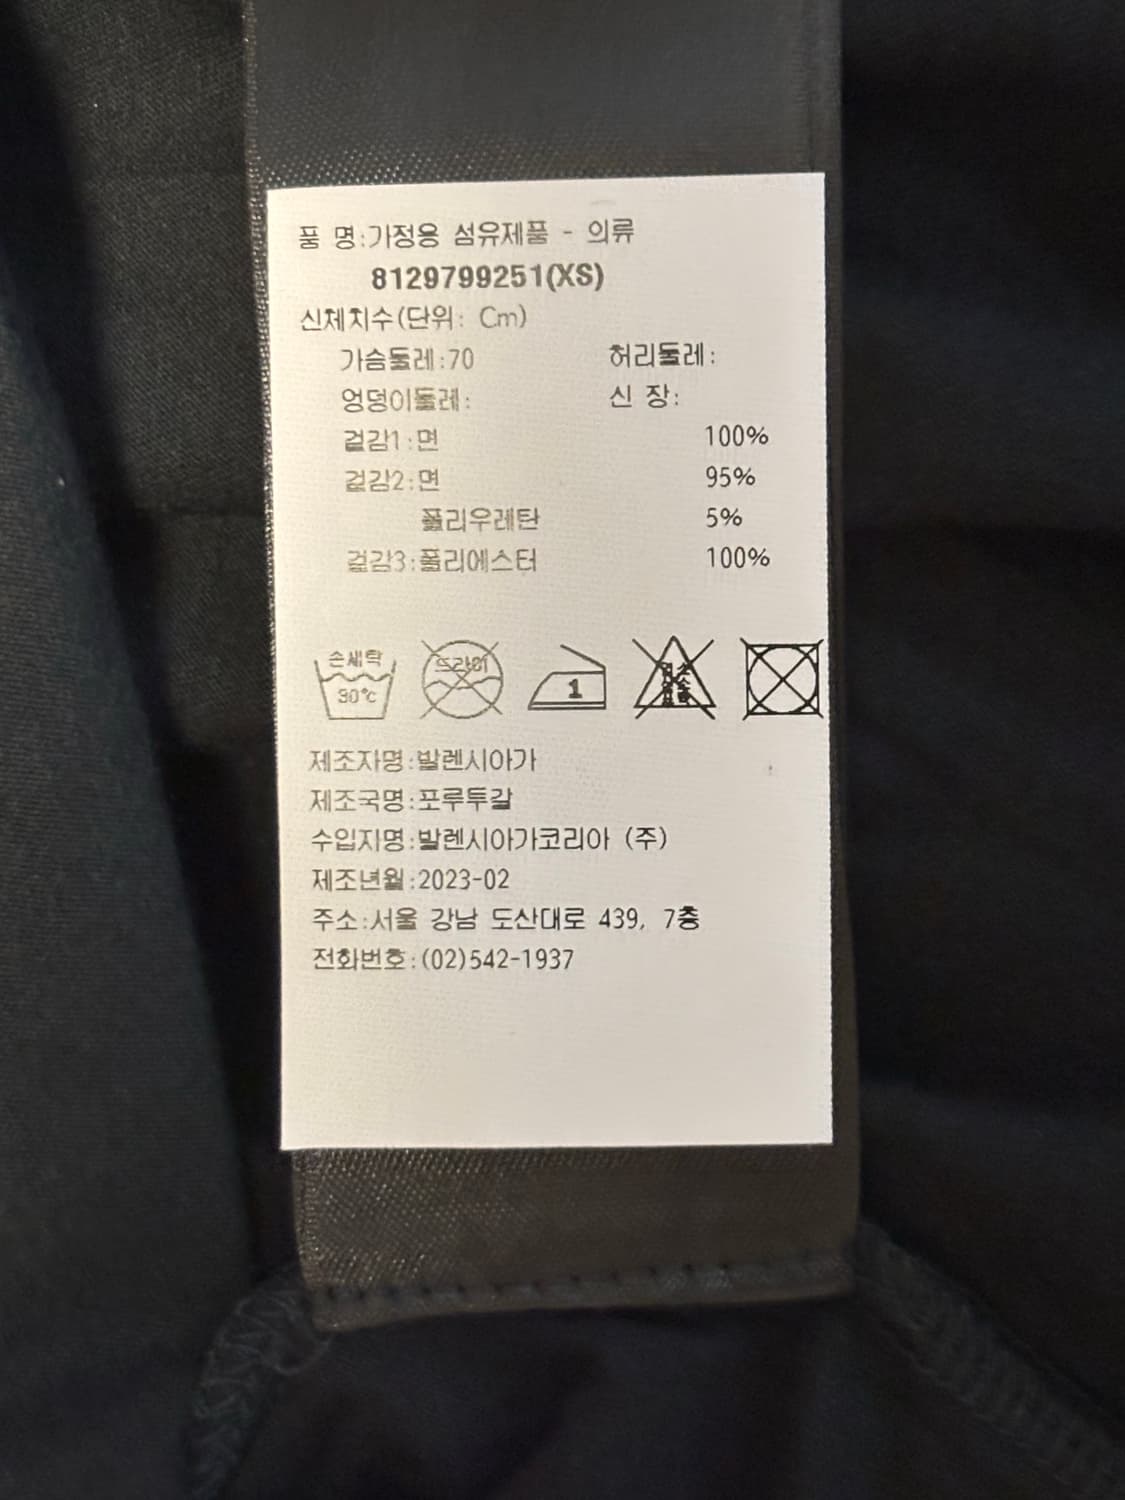 품 명:가정용 섬유제품 - 의류
8129799251(XS)
신체치수(단위: Cm)
가슴둘레:70 허리둘레:
엉덩이둘레: 신 장:
겉감1:면 100%
겉감2:면 95%
폴리우레탄 5%
겉감3:폴리에스터 100%
손세탁 드라이 1
30℃
제조자명:발렌시아가
제조국명:포루투갈
수입자명:발렌시아가코리아 (주)
제조년월:2023-02
주소:서울 강남 도산대로 439, 7층
전화번호:(02)542-1937